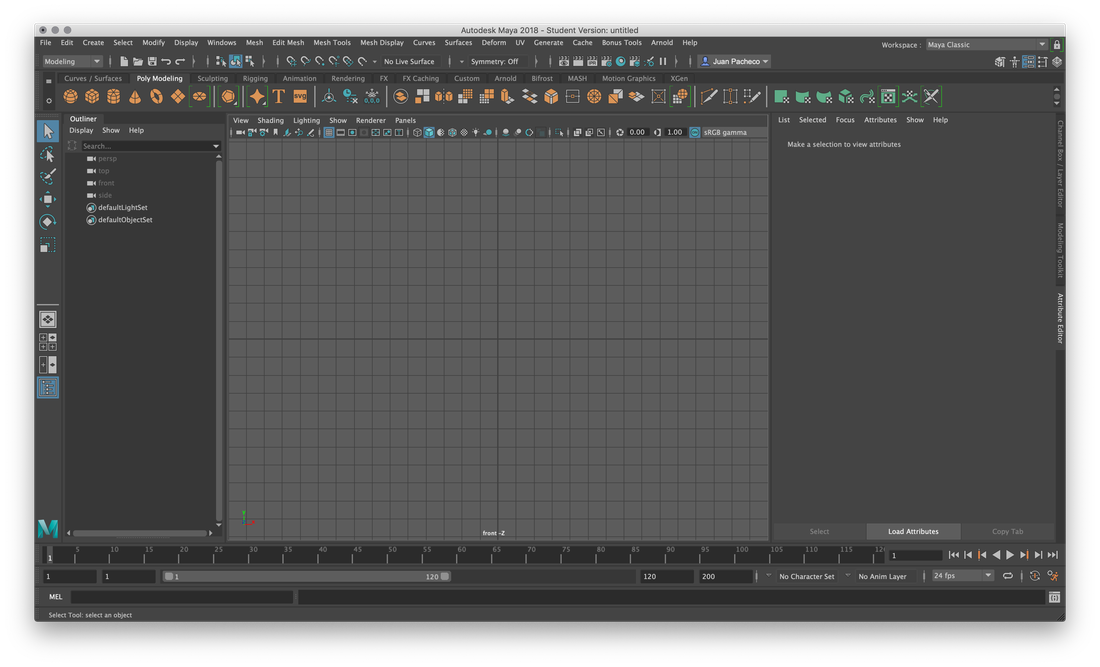 Autodesk Maya 2018 - Student Version: untitled
File Edit Create Select Modify Display Windows Mesh Edit Mesh Mesh Tools Mesh Display Curves Surfaces Deform UV Generate Cache Bonus Tools Arnold Help
Workspace : Maya Classic
Modeling No Live Surface Symmetry: Off Juan Pacheco
Curves / Surfaces Poly Modeling Sculpting Rigging Animation Rendering FX FX Caching Custom Arnold Bifrost MASH Motion Graphics XGen
T SVG 0,0,0
Outliner
Display Show Help
Search...
persp
top
front
side
defaultLightSet
defaultObjectSet
View Shading Lighting Show Renderer Panels
0.00 1.00 sRGB gamma
front -Z
List Selected Focus Attributes Show Help
Make a selection to view attributes
Select Load Attributes Copy Tab
Channel Box / Layer Editor
Modeling Toolkit
Attribute Editor
M
5 10 15 20 25 30 35 40 45 50 55 60 65 70 75 80 85 90 95 100 105 110 115 12
1 1
1 1 1 120 120 200 No Character Set No Anim Layer 24 fps
MEL
Select Tool: select an object